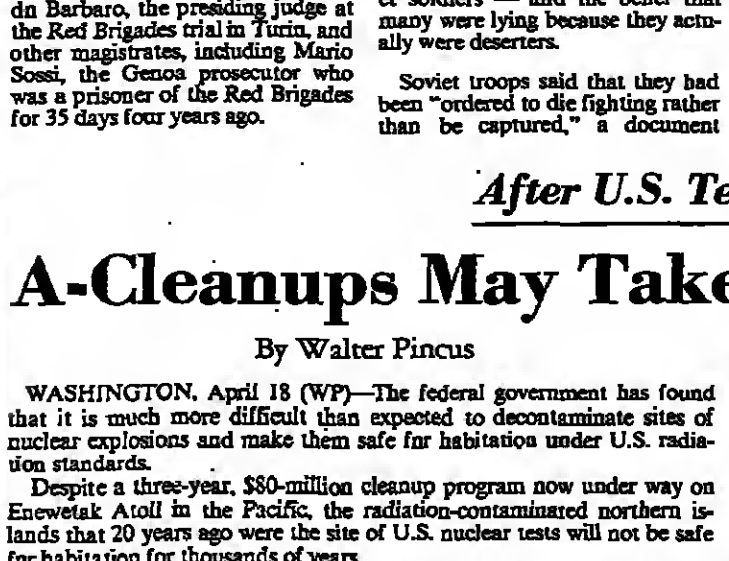 dn Barbaro, the presiding judge at
the Red Brigades trial in Turin, and
other magistrates, including Mario
Sossi, the Genoa prosecutor who
was a prisoner of the Red Brigades
for 35 days four years ago.
et soldiers — and the belief that
many were lying because they actu-
ally were deserters.
Soviet troops said that they had
been "ordered to die fighting rather
than be captured," a document
After U.S. Te
A-Cleanups May Take
By Walter Pincus
WASHINGTON, April 18 (WP)—The federal government has found
that it is much more difficult than expected to decontaminate sites of
nuclear explosions and make them safe for habitation under U.S. radia-
tion standards.
Despite a three-year, $80-million cleanup program now under way on
Enewetak Atoll in the Pacific, the radiation-contaminated northern is-
lands that 20 years ago were the site of U.S. nuclear tests will not be safe
for habitation for thousands of years